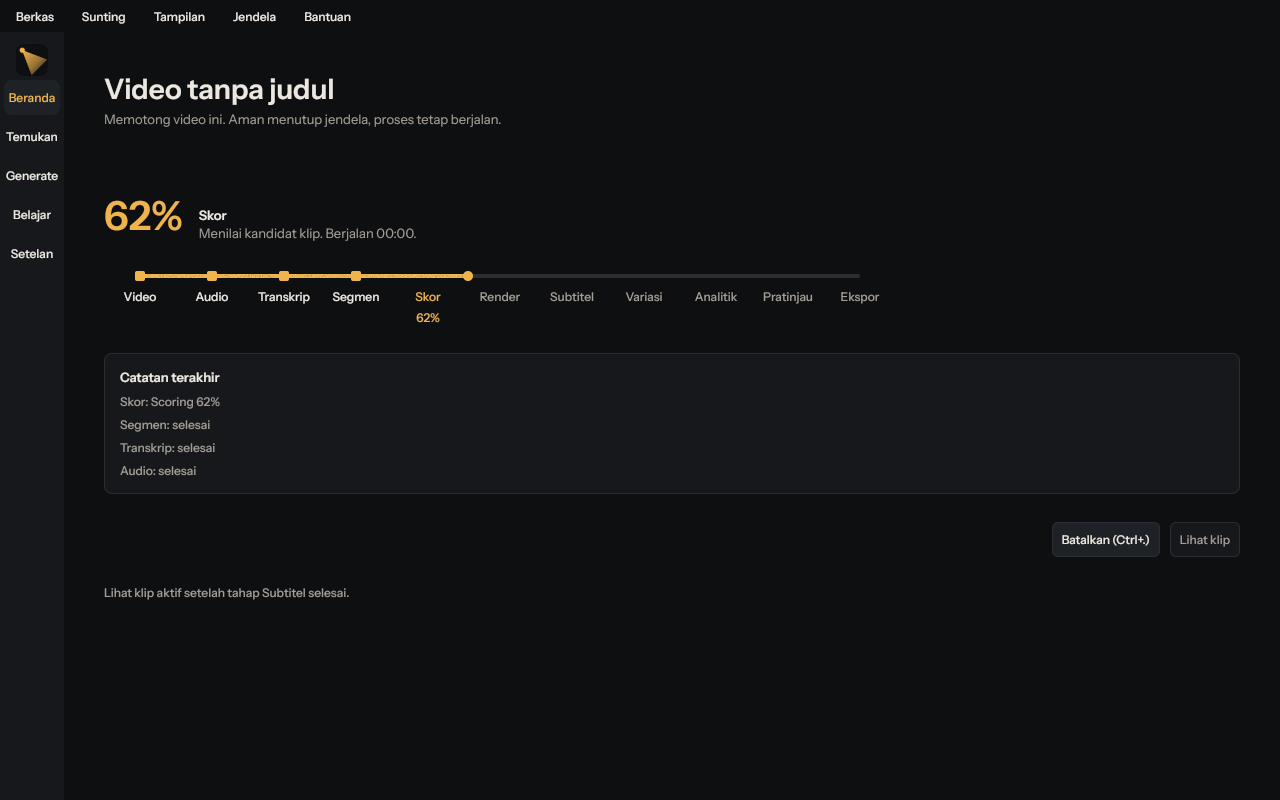 Berkas Sunting Tampilan Jendela Bantuan
Beranda
Temukan
Generate
Belajar
Setelan
Video tanpa judul
Memotong video ini. Aman menutup jendela, proses tetap berjalan.
62%
Skor
Menilai kandidat klip. Berjalan 00:00.
Video Audio Transkrip Segmen Skor Render Subtitel Variasi Analitik Pratinjau Ekspor
62%
Catatan terakhir
Skor: Scoring 62%
Segmen: selesai
Transkrip: selesai
Audio: selesai
Batalkan (Ctrl+.) Lihat klip
Lihat klip aktif setelah tahap Subtitel selesai.